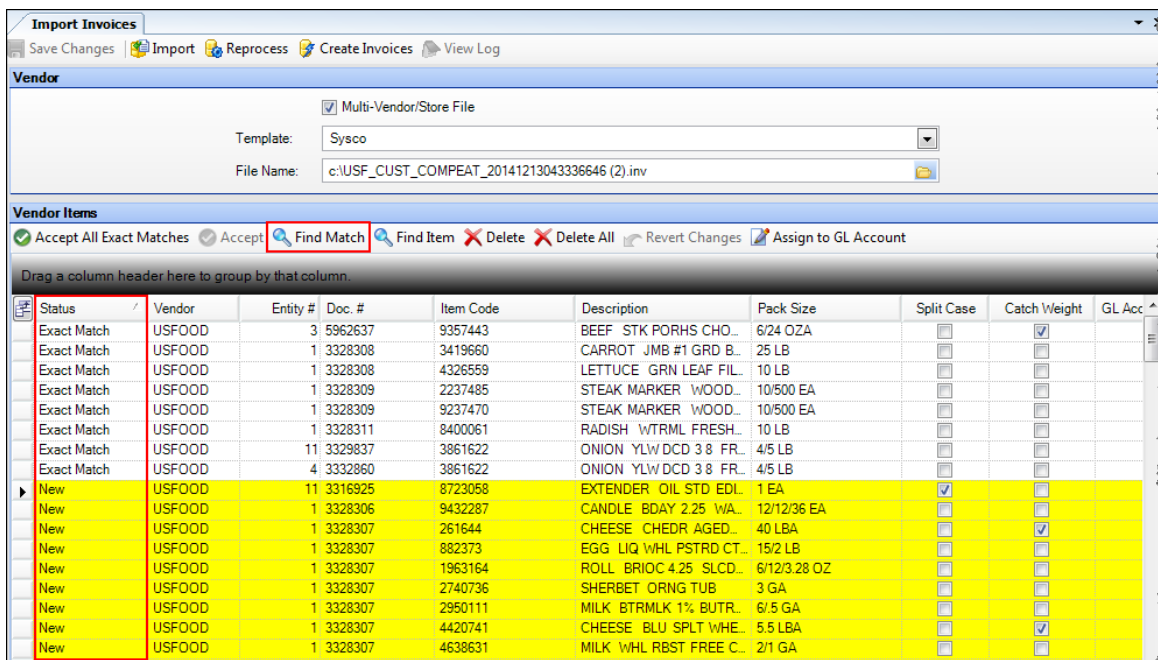 Import Invoices
Save Changes Import Reprocess Create Invoices View Log
Vendor
Multi-Vendor/Store File
Template: Sysco
File Name: c:\USF_CUST_COMPEAT_20141213043336646 (2).inv
Vendor Items
Accept All Exact Matches Accept Find Match Find Item Delete Delete All Revert Changes Assign to GL Account
Drag a column header here to group by that column.
Status Vendor Entity # Doc. # Item Code Description Pack Size Split Case Catch Weight GL Acc
Exact Match USFOOD 3 5962637 9357443 BEEF STK PORHS CHO... 6/24 OZA
Exact Match USFOOD 1 3328308 3419660 CARROT JMB #1 GRD B... 25 LB
Exact Match USFOOD 1 3328308 4326559 LETTUCE GRN LEAF FIL... 10 LB
Exact Match USFOOD 1 3328309 2237485 STEAK MARKER WOOD... 10/500 EA
Exact Match USFOOD 1 3328309 9237470 STEAK MARKER WOOD... 10/500 EA
Exact Match USFOOD 1 3328311 8400061 RADISH WTRML FRESH... 10 LB
Exact Match USFOOD 11 3329837 3861622 ONION YLW DCD 3 8 FR... 4/5 LB
Exact Match USFOOD 4 3332860 3861622 ONION YLW DCD 3 8 FR... 4/5 LB
New USFOOD 11 3316925 8723058 EXTENDER OIL STD EDI... 1 EA
New USFOOD 1 3328306 9432287 CANDLE BDAY 2.25 WA... 12/12/36 EA
New USFOOD 1 3328307 261644 CHEESE CHEDR AGED... 40 LBA
New USFOOD 1 3328307 882373 EGG LIQ WHL PSTRD CT... 15/2 LB
New USFOOD 1 3328307 1963164 ROLL BRIOC 4.25 SLCD... 6/12/3.28 OZ
New USFOOD 1 3328307 2740736 SHERBET ORNG TUB 3 GA
New USFOOD 1 3328307 2950111 MILK BTRMLK 1% BUTR... 6/.5 GA
New USFOOD 1 3328307 4420741 CHEESE BLU SPLT WHE... 5.5 LBA
New USFOOD 1 3328307 4638631 MILK WHL RBST FREE C... 2/1 GA